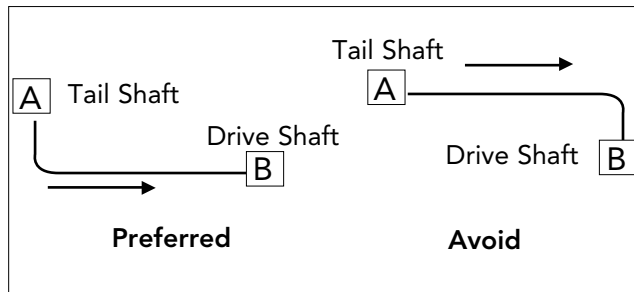 A Tail Shaft
Drive Shaft
B
Preferred
Tail Shaft
A
Drive Shaft B
Avoid